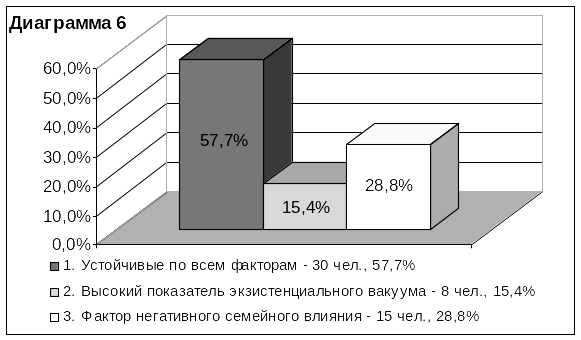 Диаграмма 6
60,0%
50,0%
40,0%
30,0%
20,0%
10,0%
0,0%
57,7%
15,4%
28,8%
1. Устойчивые по всем факторам - 30 чел., 57,7%
2. Высокий показатель экзистенциального вакуума - 8 чел., 15,4%
3. Фактор негативного семейного влияния - 15 чел., 28,8%